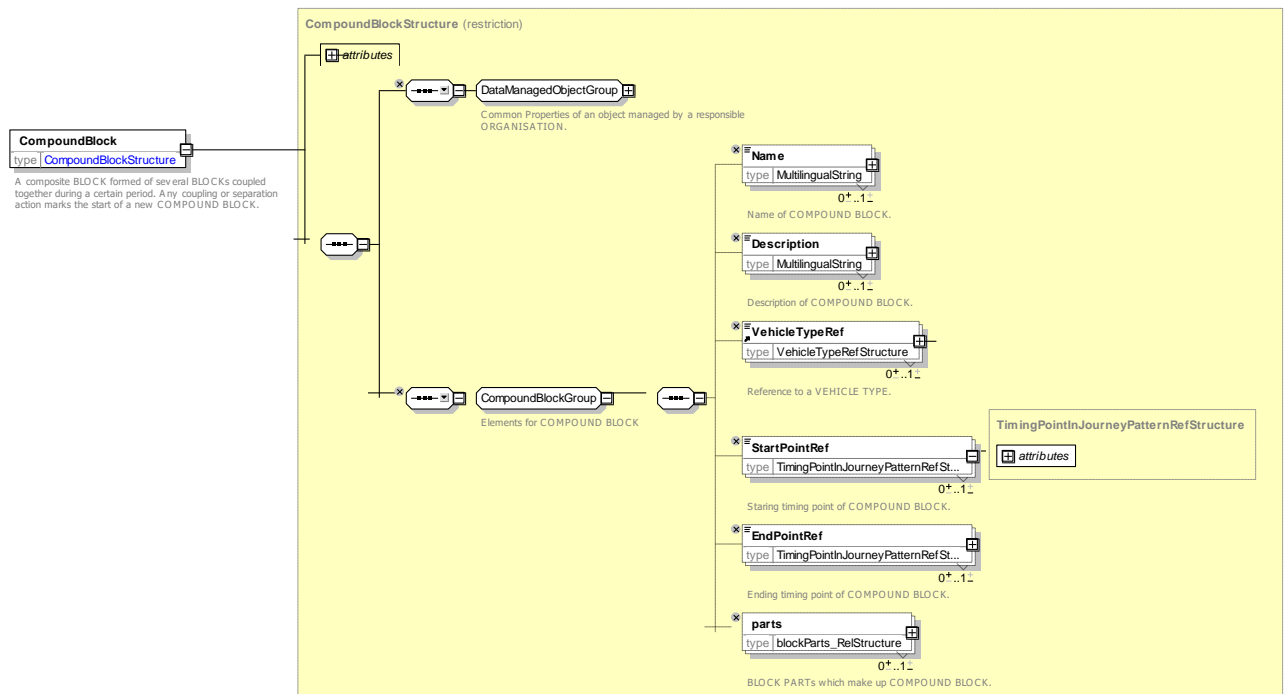 CompoundBlockStructure (restriction)
attributes
DataManagedObjectGroup
Common Properties of an object managed by a responsible
ORGANISATION.
CompoundBlock
type CompoundBlockStructure
A composite BLOCK formed of several BLOCKs coupled
together during a certain period. Any coupling or separation
action marks the start of a new COMPOUND BLOCK.
Name
type MultilingualString
0..1
Name of COMPOUND BLOCK.
Description
type MultilingualString
0..1
Description of COMPOUND BLOCK.
VehicleTypeRef
type VehicleTypeRefStructure
0..1
Reference to a VEHICLE TYPE.
CompoundBlockGroup
Elements for COMPOUND BLOCK
StartPointRef
type TimingPointInJourneyPatternRefSt...
0..1
Staring timing point of COMPOUND BLOCK.
TimingPointInJourneyPatternRefStructure
attributes
EndPointRef
type TimingPointInJourneyPatternRefSt...
0..1
Ending timing point of COMPOUND BLOCK.
parts
type blockParts_RelStructure
0..1
BLOCK PARTs which make up COMPOUND BLOCK.